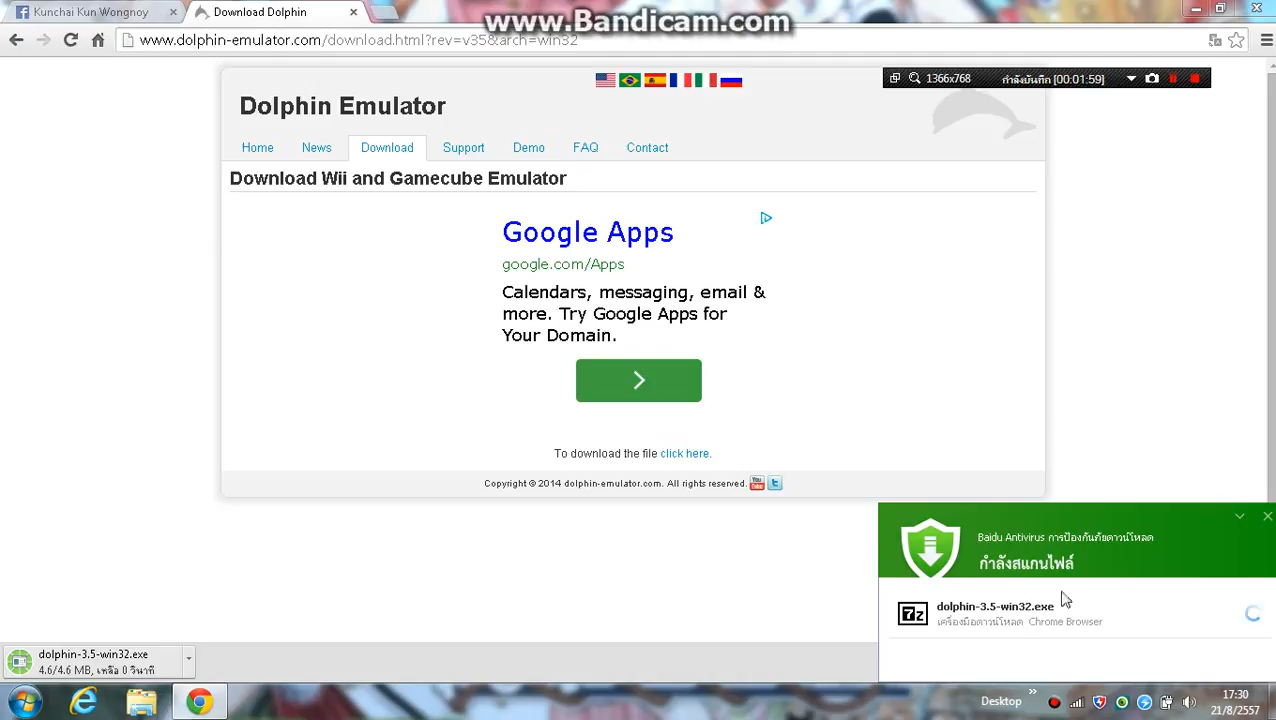 Kunchai Kun Wongnoy
Download Dolphin
www.Bandicam.com
www.dolphin-emulator.com/download.html?rev=v35&arch=win32
1366x768
กำลังบันทึก [00:01:59]
Dolphin Emulator
Home News Download Support Demo FAQ Contact
Download Wii and Gamecube Emulator
Google Apps
google.com/Apps
Calendars, messaging, email &
more. Try Google Apps for
Your Domain.
To download the file click here.
Copyright © 2014 dolphin-emulator.com. All rights reserved.
You
Tube
Baidu Antivirus การป้องกันภัยดาวน์โหลด
กำลังสแกนไฟล์
7z
dolphin-3.5-win32.exe
เครื่องมือดาวน์โหลด Chrome Browser
dolphin-3.5-win32.exe
4.6/4.6 MB, เหลือ 0 วินาที
Desktop
17:30
21/8/2557